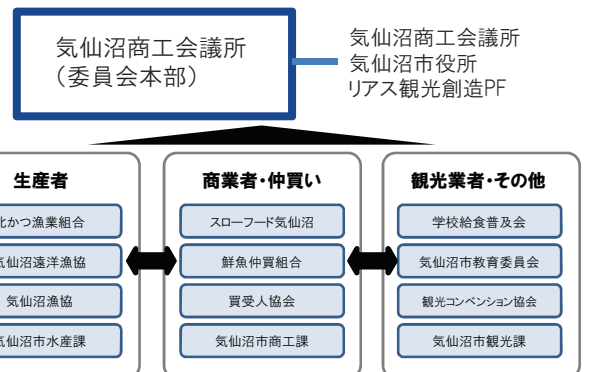 気仙沼商工会議所
（委員会本部）
気仙沼商工会議所
気仙沼市役所
リアス観光創造PF
生産者
かつ漁業組合
気仙沼遠洋漁協
気仙沼漁協
気仙沼市水産課
商業者・仲買い
スローフード気仙沼
鮮魚仲買組合
買受人協会
気仙沼市商工課
観光業者・その他
学校給食普及会
気仙沼市教育委員会
観光コンベンション協会
気仙沼市観光課